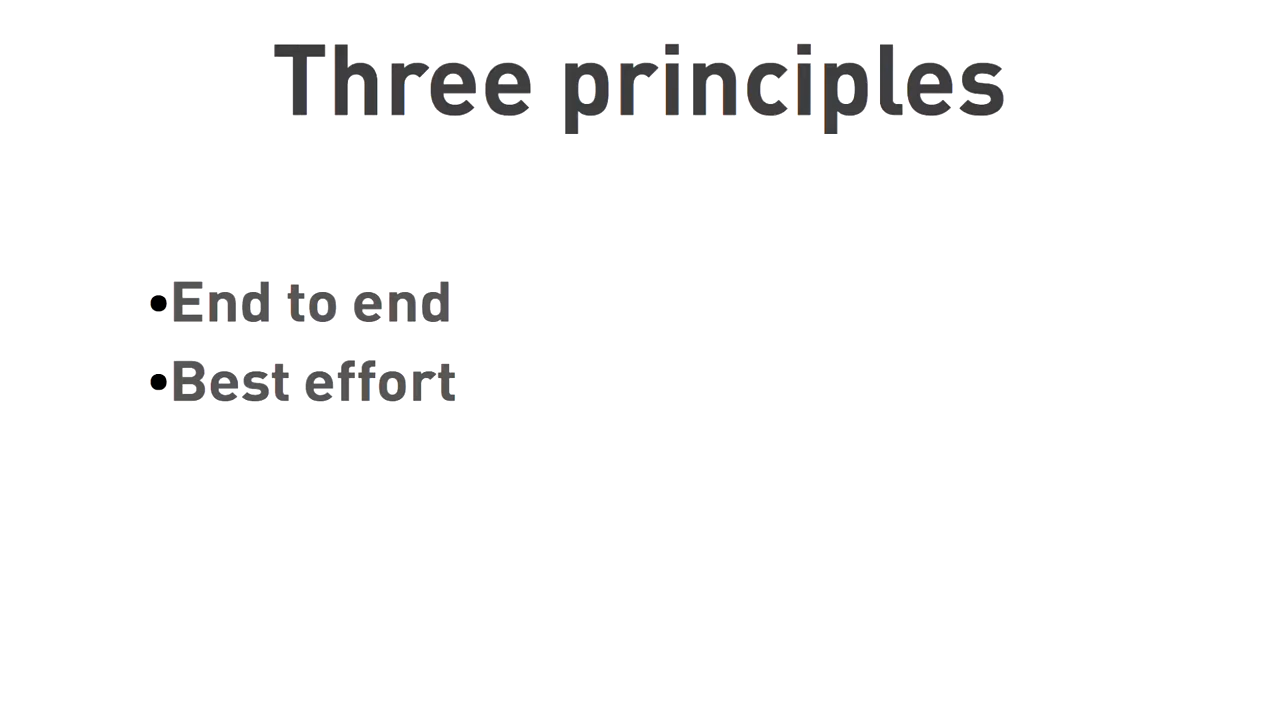 Three principles
•End to end
•Best effort